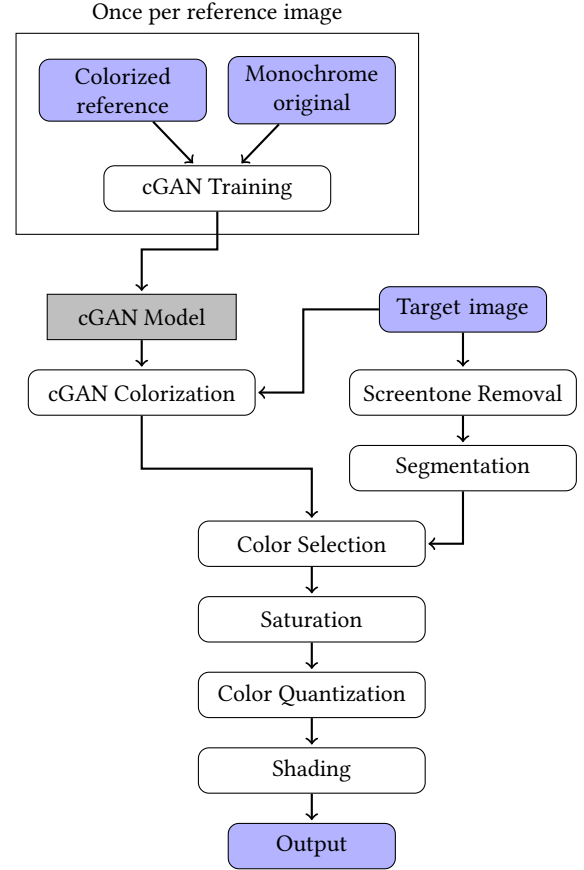 Once per reference image
Colorized
reference
Monochrome
original
cGAN Training
cGAN Model
Target image
cGAN Colorization
Screentone Removal
Segmentation
Color Selection
Saturation
Color Quantization
Shading
Output